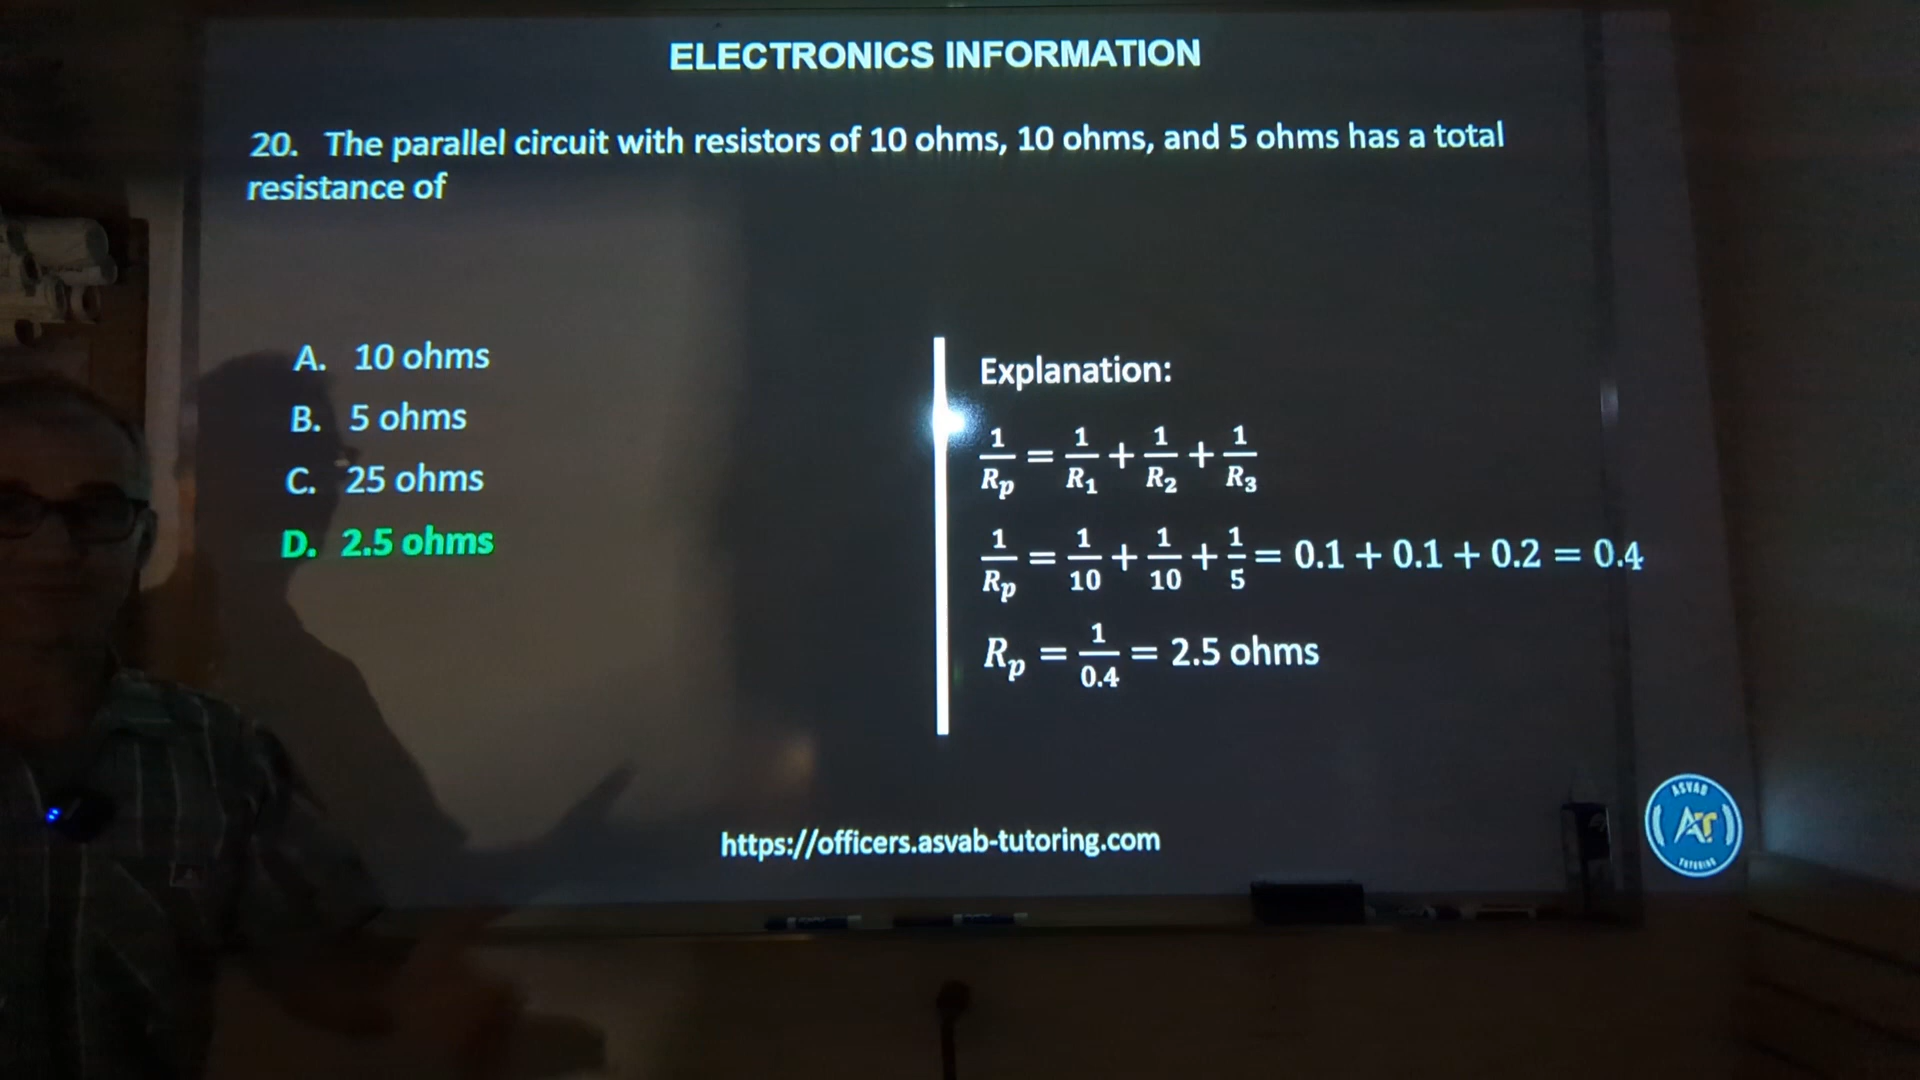 ELECTRONICS INFORMATION
20. The parallel circuit with resistors of 10 ohms, 10 ohms, and 5 ohms has a total
resistance of
A. 10 ohms
B. 5 ohms
C. 25 ohms
D. 2.5 ohms
Explanation:
1/Rp = 1/R1 + 1/R2 + 1/R3
1/Rp = 1/10 + 1/10 + 1/5 = 0.1 + 0.1 + 0.2 = 0.4
Rp = 1/0.4 = 2.5 ohms
https://officers.asvab-tutoring.com
ASVAB
AT
TUTORING